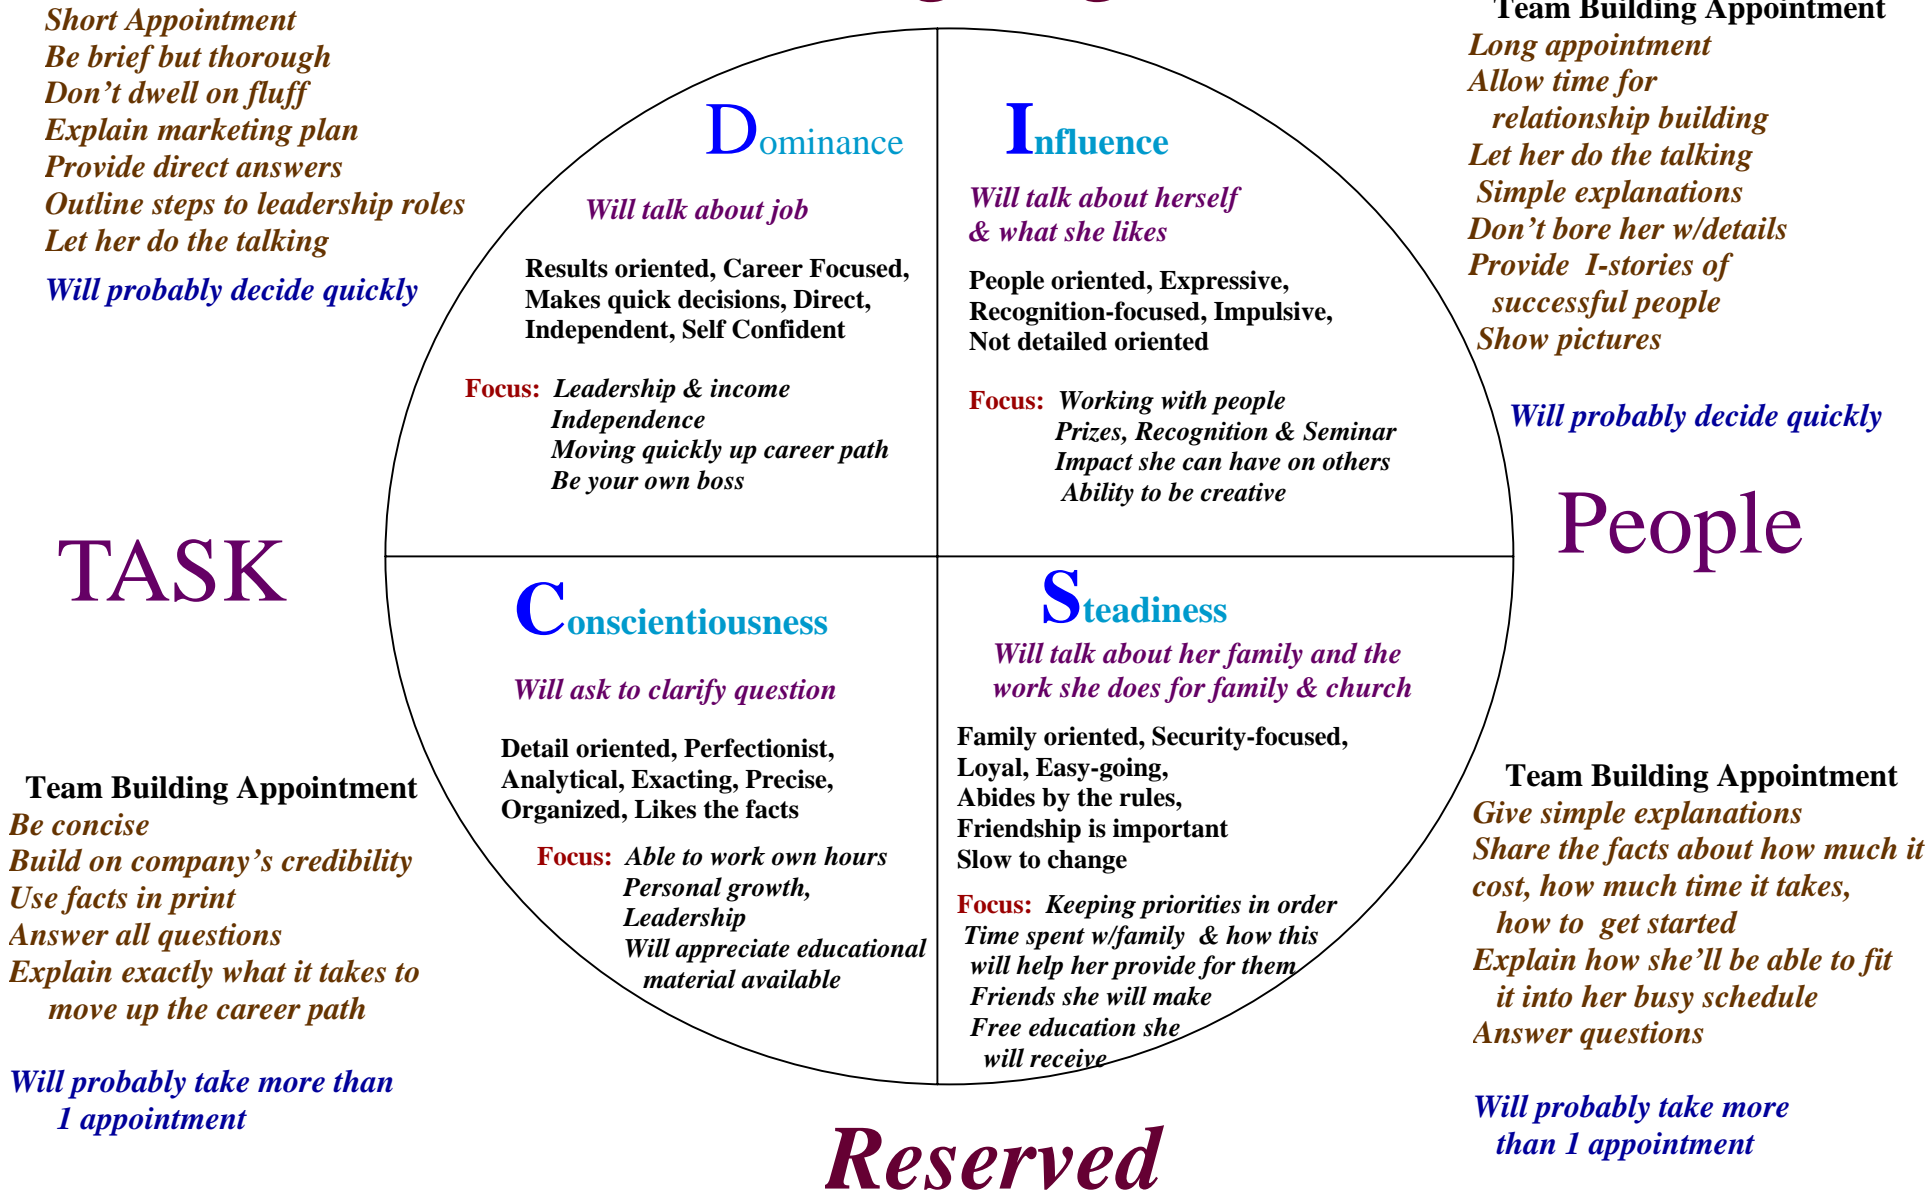 Short Appointment
Be brief but thorough
Don’t dwell on fluff
Explain marketing plan
Provide direct answers
Outline steps to leadership roles
Let her do the talking
Will probably decide quickly
Dominance
Will talk about job
Results oriented, Career Focused,
Makes quick decisions, Direct,
Independent, Self Confident
Focus: Leadership & income
Independence
Moving quickly up career path
Be your own boss
Influence
Will talk about herself
& what she likes
People oriented, Expressive,
Recognition-focused, Impulsive,
Not detailed oriented
Focus: Working with people
Prizes, Recognition & Seminar
Impact she can have on others
Ability to be creative
Team Building Appointment
Long appointment
Allow time for
relationship building
Let her do the talking
Simple explanations
Don’t bore her w/details
Provide I-stories of
successful people
Show pictures
Will probably decide quickly
TASK
People
Conscientiousness
Will ask to clarify question
Detail oriented, Perfectionist,
Analytical, Exacting, Precise,
Organized, Likes the facts
Focus: Able to work own hours
Personal growth,
Leadership
Will appreciate educational
material available
Steadiness
Will talk about her family and the
work she does for family & church
Family oriented, Security-focused,
Loyal, Easy-going,
Abides by the rules,
Friendship is important
Slow to change
Focus: Keeping priorities in order
Time spent w/family & how this
will help her provide for them
Friends she will make
Free education she
will receive
Team Building Appointment
Be concise
Build on company’s credibility
Use facts in print
Answer all questions
Explain exactly what it takes to
move up the career path
Will probably take more than
1 appointment
Team Building Appointment
Give simple explanations
Share the facts about how much it
cost, how much time it takes,
how to get started
Explain how she’ll be able to fit
it into her busy schedule
Answer questions
Will probably take more
than 1 appointment
Reserved